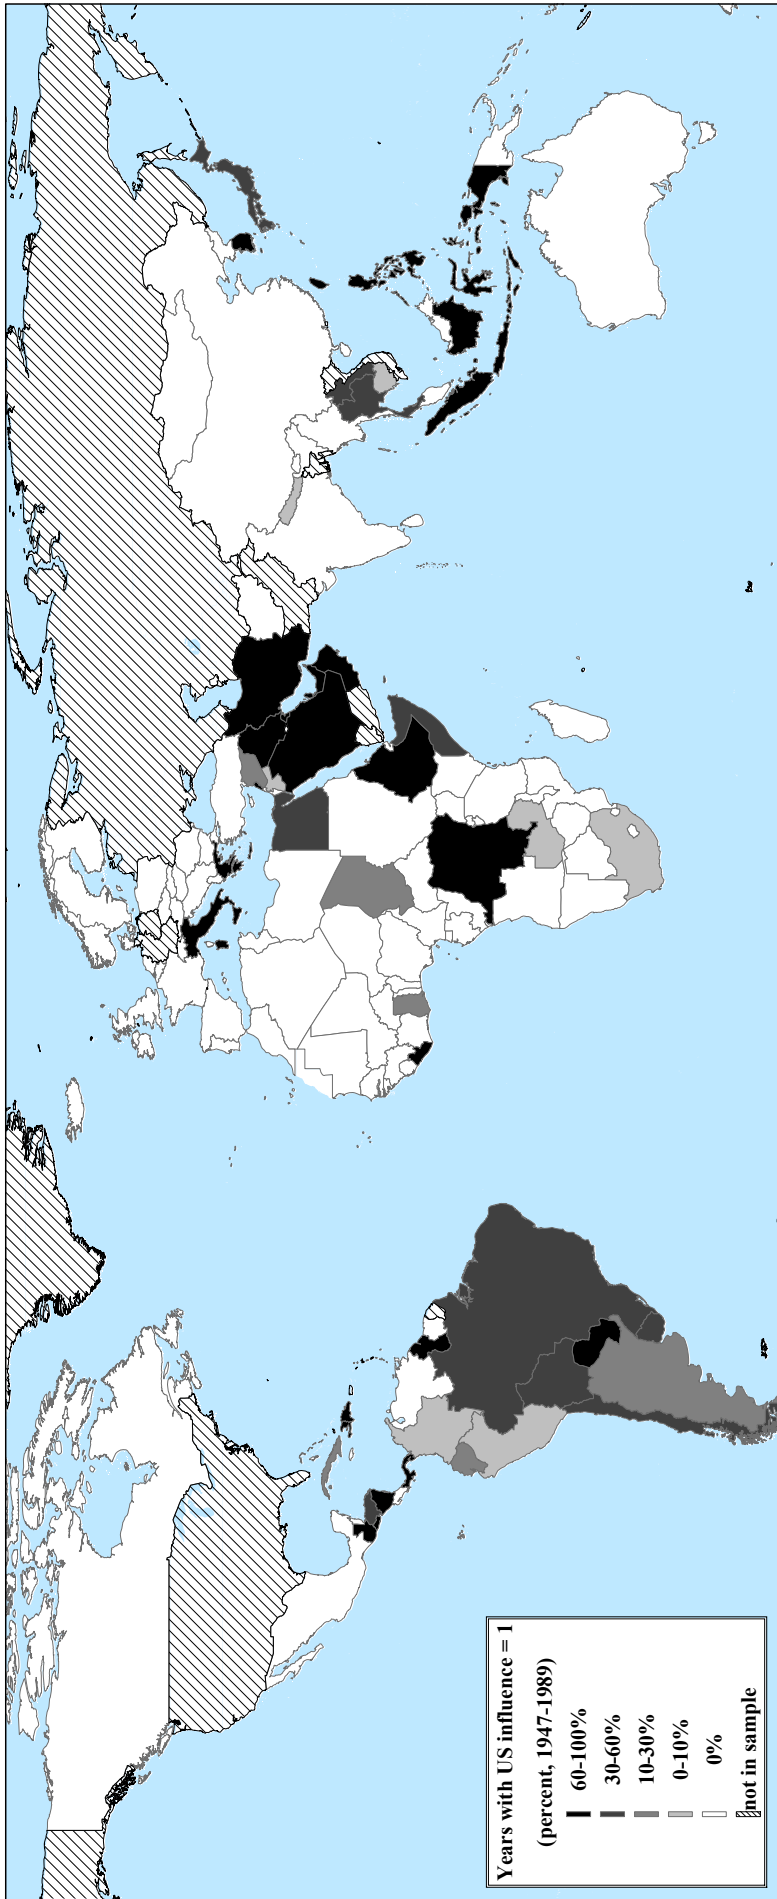 Years with US influence = 1
(percent, 1947-1989)
60-100%
30-60%
10-30%
0-10%
0%
not in sample